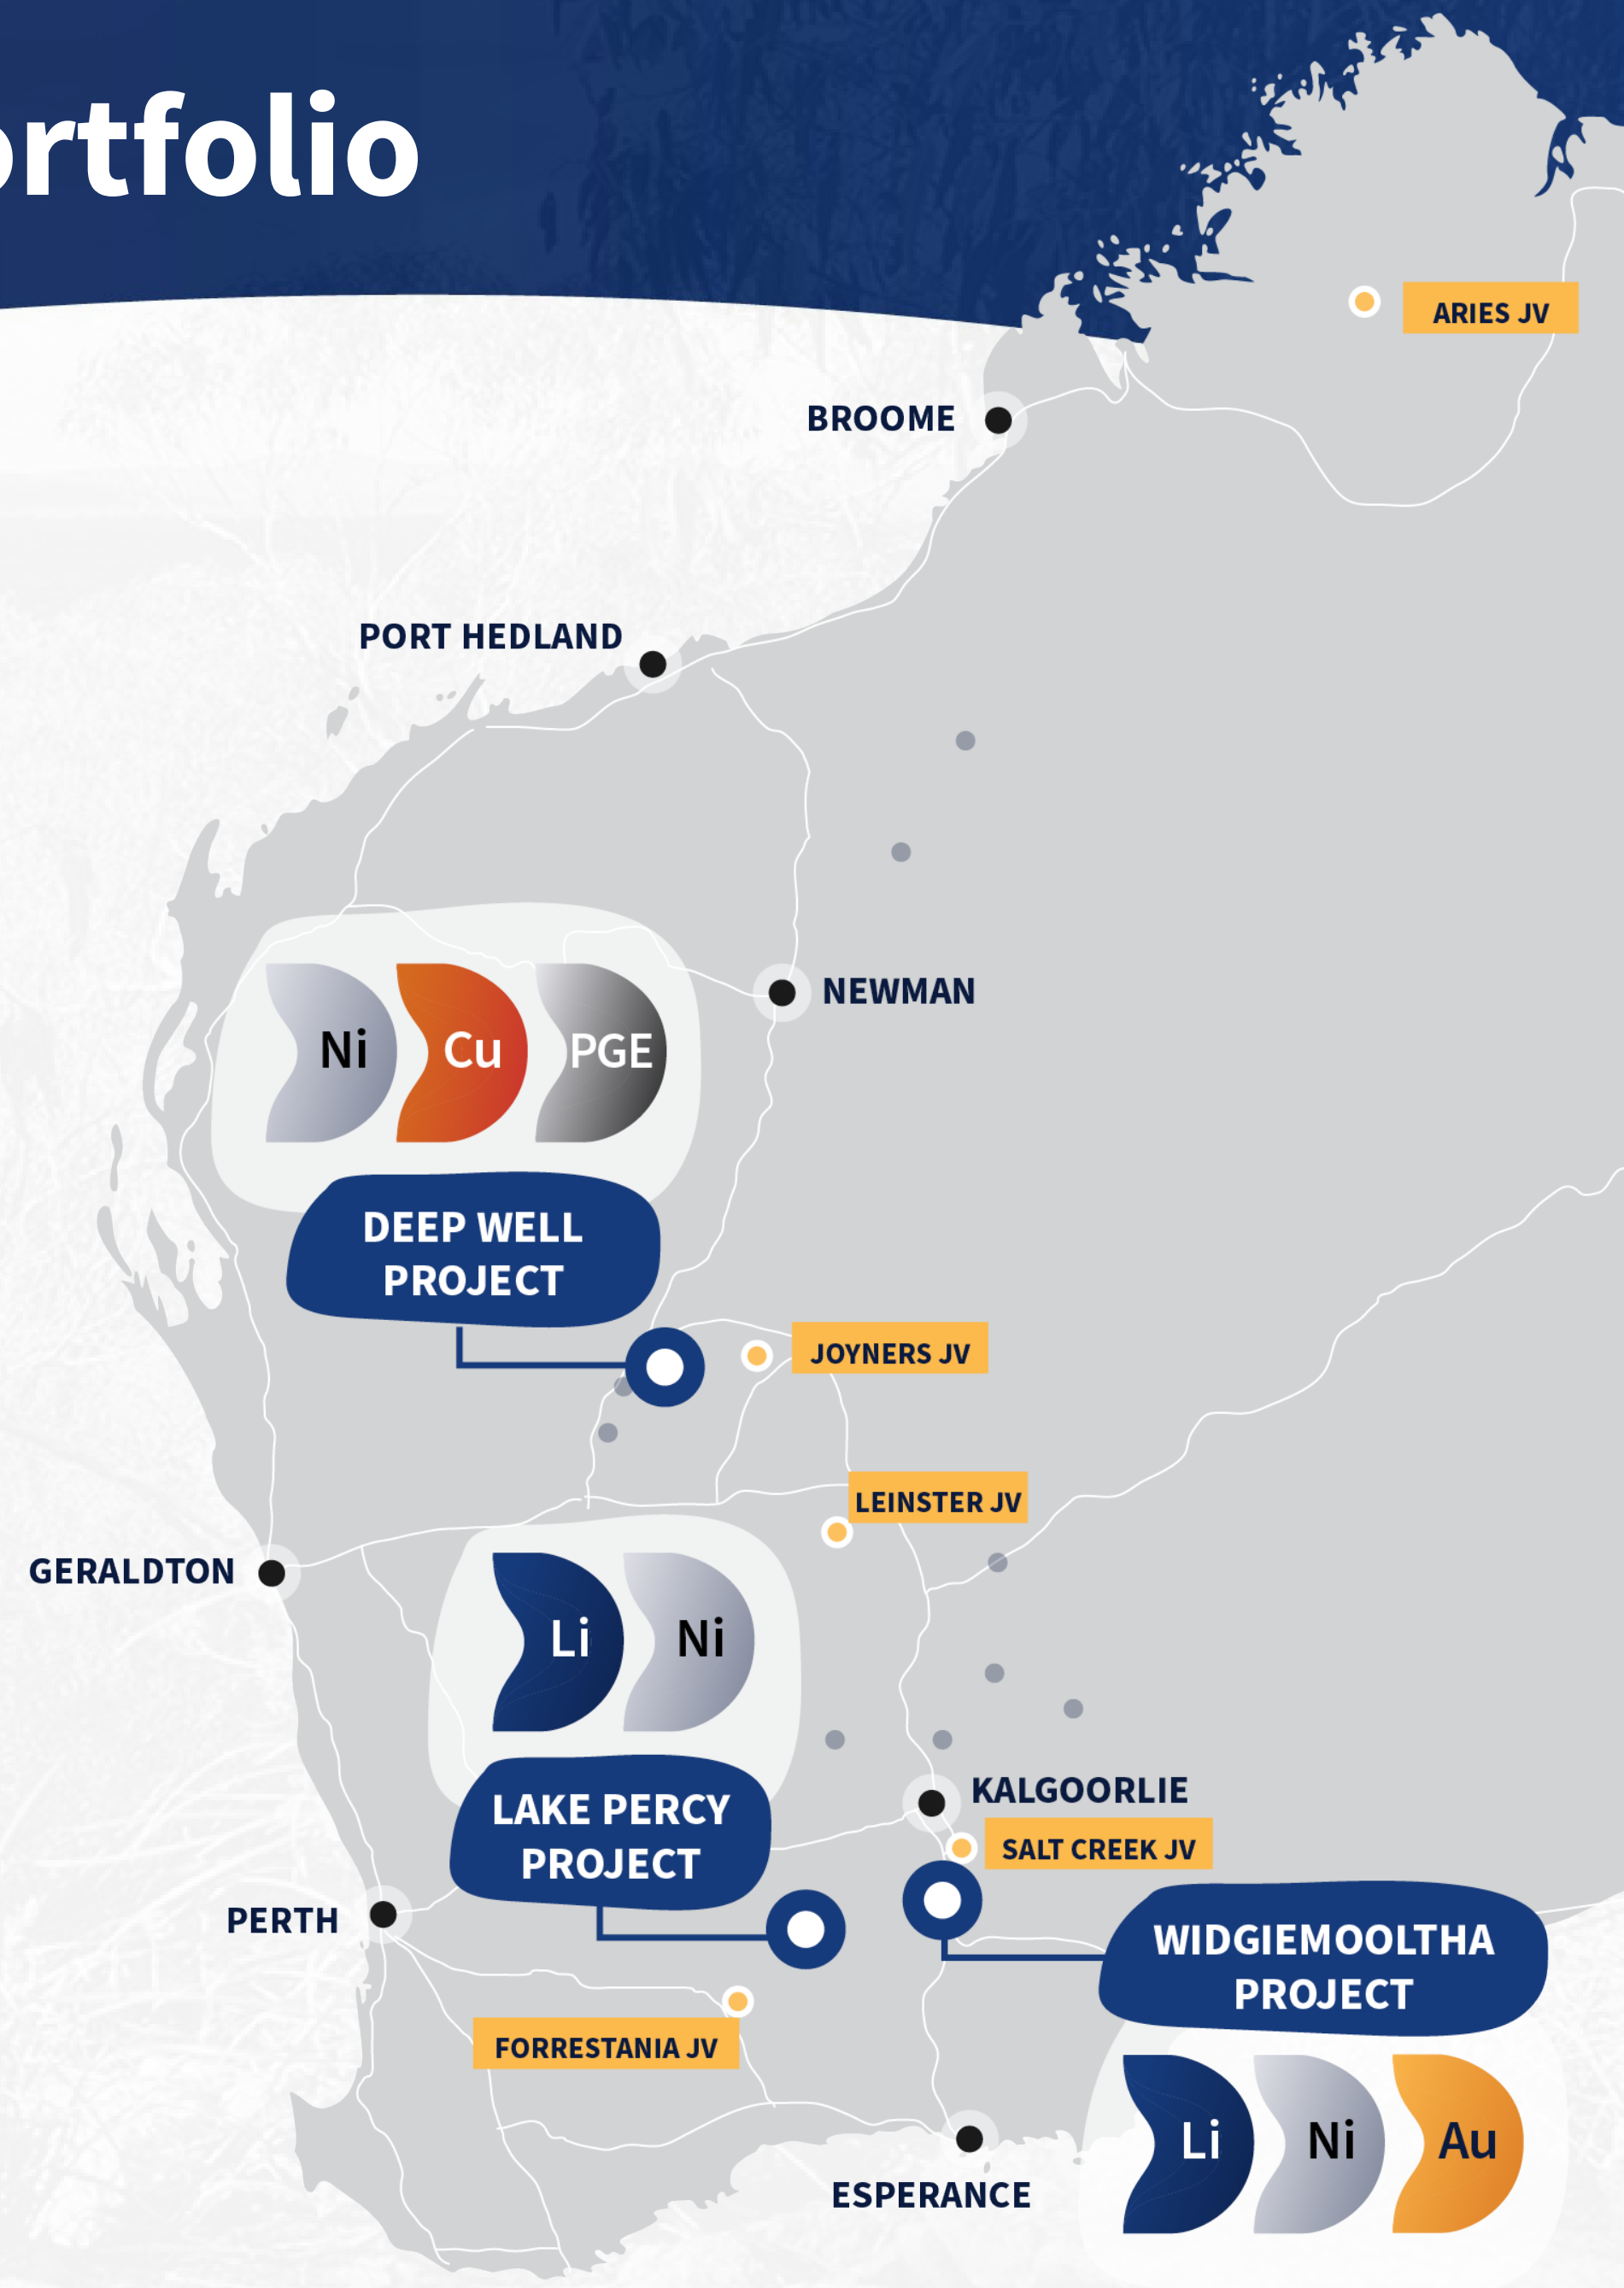 ortfolio
ARIES JV
BROOME
PORT HEDLAND
NEWMAN
Ni
Cu
PGE
DEEP WELL
PROJECT
JOYNERS JV
LEINSTER JV
GERALDTON
Li
Ni
LAKE PERCY
PROJECT
KALGOORLIE
SALT CREEK JV
PERTH
WIDGIEMOOLTHA
PROJECT
FORRESTANIA JV
Li
Ni
Au
ESPERANCE